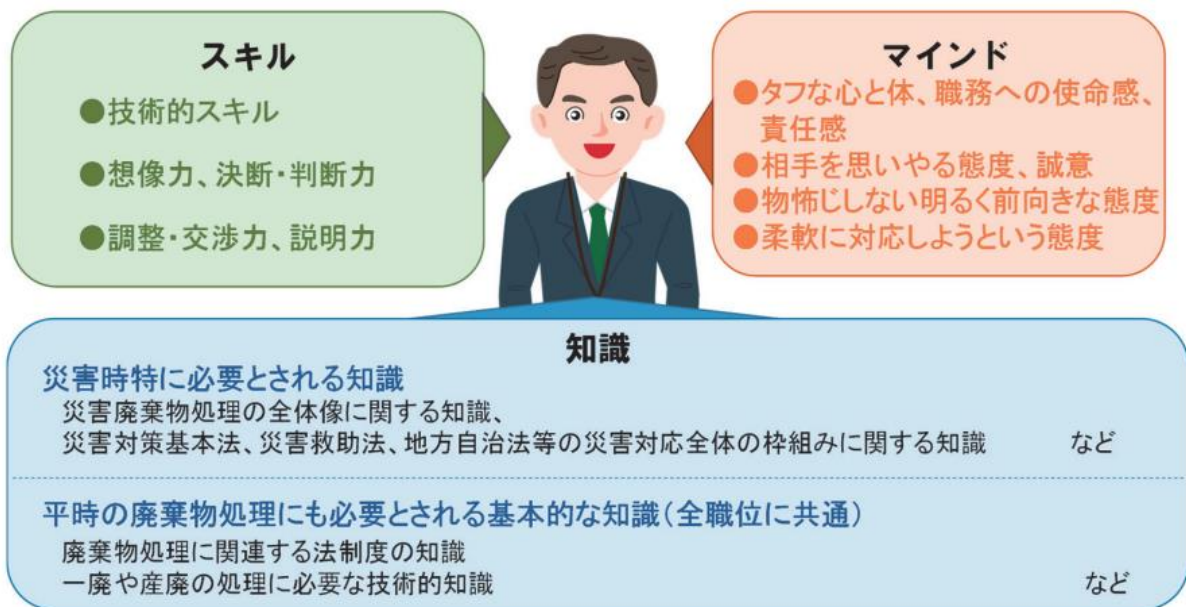 スキル
●技術的スキル
●想像力、決断・判断力
●調整・交渉力、説明力
マインド
●タフな心と体、職務への使命感、
責任感
●相手を思いやる態度、誠意
●物怖じしない明るく前向きな態度
●柔軟に対応しようという態度
知識
災害時特に必要とされる知識
災害廃棄物処理の全体像に関する知識、
災害対策基本法、災害救助法、地方自治法等の災害対応全体の枠組みに関する知識 など
平時の廃棄物処理にも必要とされる基本的な知識(全職位に共通)
廃棄物処理に関連する法制度の知識
一廃や産廃の処理に必要な技術的知識 など